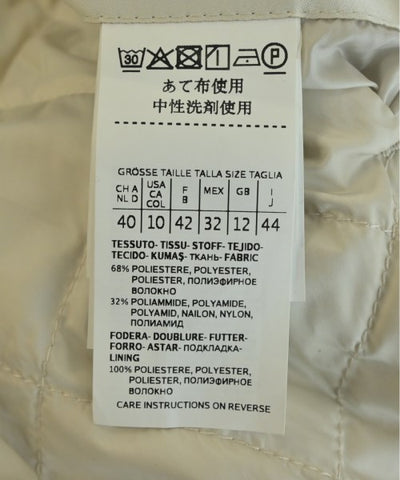 30 P
あて布使用
中性洗剤使用
GRÖSSE TAILLE TALLA SIZE TAGLIA
CH A NL D USA CA COL F B MEX GB I J
40 10 42 32 12 44
TESSUTO- TISSU- STOFF- TEJIDO-
TECIDO- KUMAŞ- ТКАНЬ- FABRIC
68% POLIESTERE, POLYESTER,
POLIESTER, ПОЛИЭФИРНОЕ
ВОЛОКНО
32% POLIAMMIDE, POLYAMIDE,
POLYAMID, NAILON, NYLON,
ПОЛИАМИД
FODERA- DOUBLURE- FUTTER-
FORRO- ASTAR- ПОДКЛАДКА-
LINING
100% POLIESTERE, POLYESTER,
POLIESTER, ПОЛИЭФИРНОЕ
ВОЛОКНО
CARE INSTRUCTIONS ON REVERSE